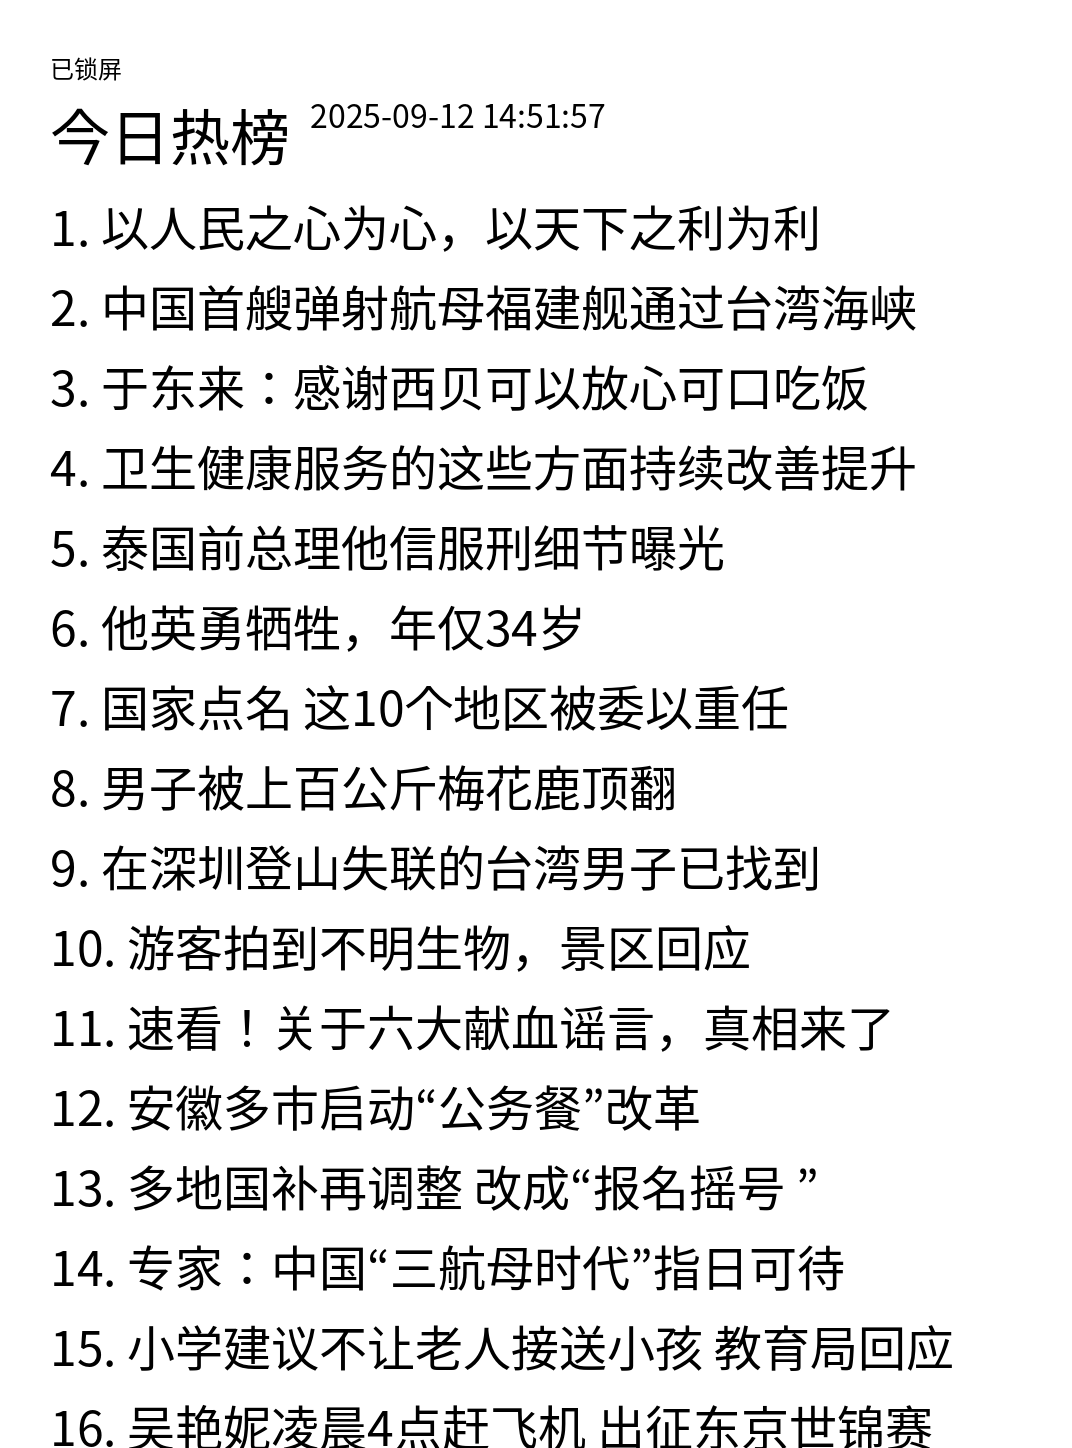 已锁屏
今日热榜 2025-09-12 14:51:57
1. 以人民之心为心，以天下之利为利
2. 中国首艘弹射航母福建舰通过台湾海峡
3. 于东来：感谢西贝可以放心可口吃饭
4. 卫生健康服务的这些方面持续改善提升
5. 泰国前总理他信服刑细节曝光
6. 他英勇牺牲，年仅34岁
7. 国家点名 这10个地区被委以重任
8. 男子被上百公斤梅花鹿顶翻
9. 在深圳登山失联的台湾男子已找到
10. 游客拍到不明生物，景区回应
11. 速看！关于六大献血谣言，真相来了
12. 安徽多市启动“公务餐”改革
13. 多地国补再调整 改成“报名摇号 ”
14. 专家：中国“三航母时代”指日可待
15. 小学建议不让老人接送小孩 教育局回应
16. 吴艳妮凌晨4点赶飞机 出征东京世锦赛